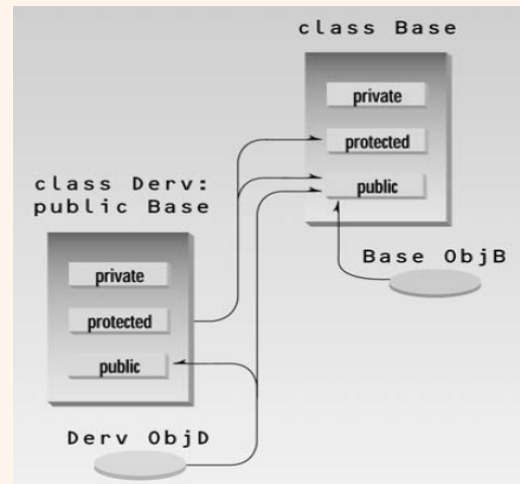 class Base
private
protected
public
class Derv:
public Base
Base ObjB
private
protected
public
Derv ObjD